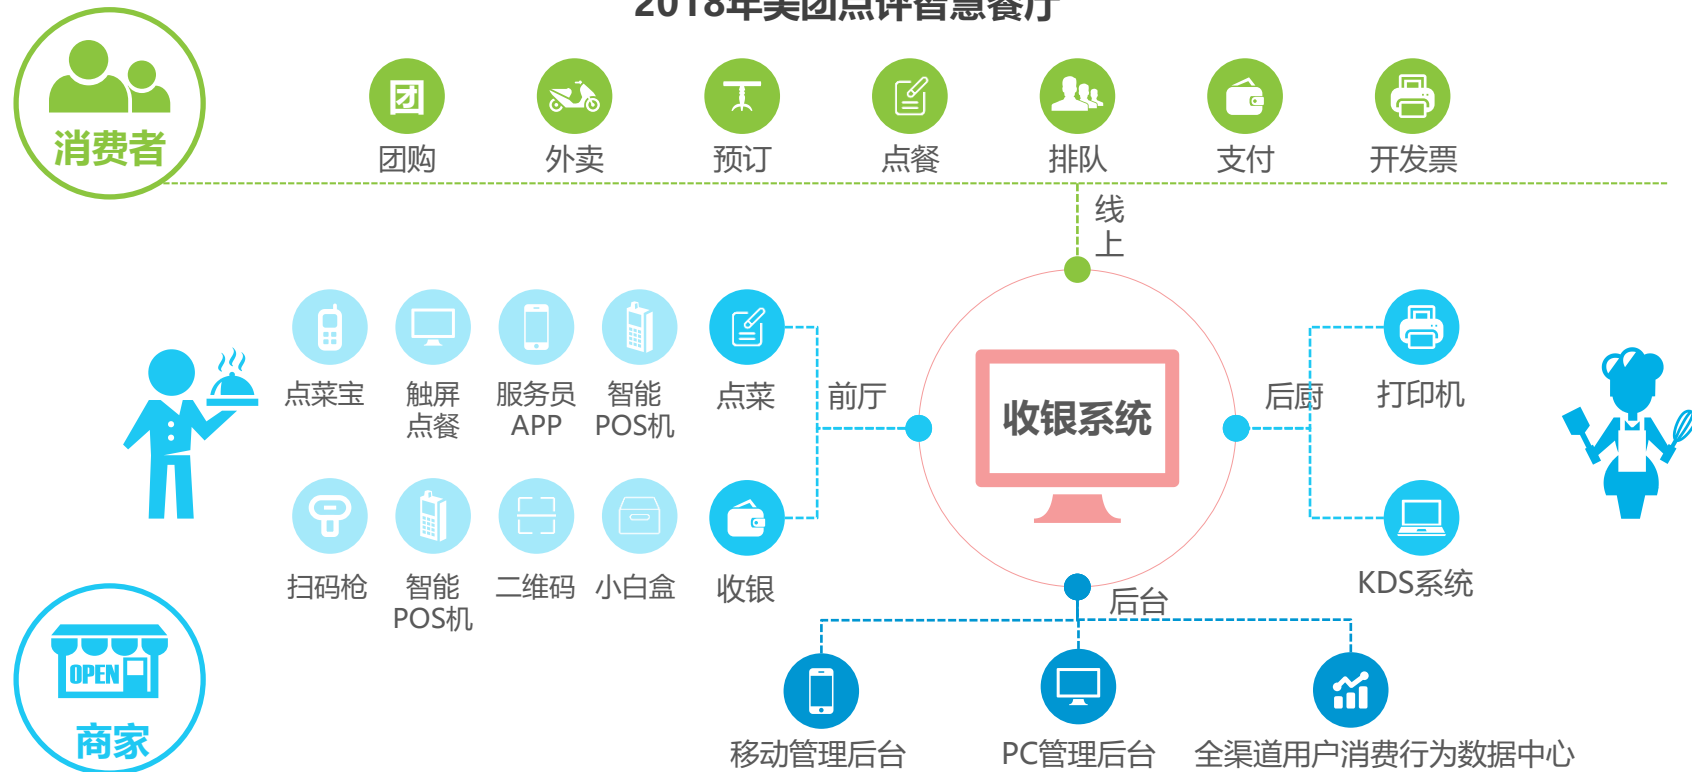 2018年美团点评智慧餐厅
消费者
团
团购
外卖
预订
点餐
排队
支付
开发票
线
上
点菜宝
触屏
点餐
服务员
APP
智能
POS机
点菜
前厅
收银系统
后厨
打印机
扫码枪
智能
POS机
二维码
小白盒
收银
KDS系统
后台
OPEN
商家
移动管理后台
PC管理后台
全渠道用户消费行为数据中心